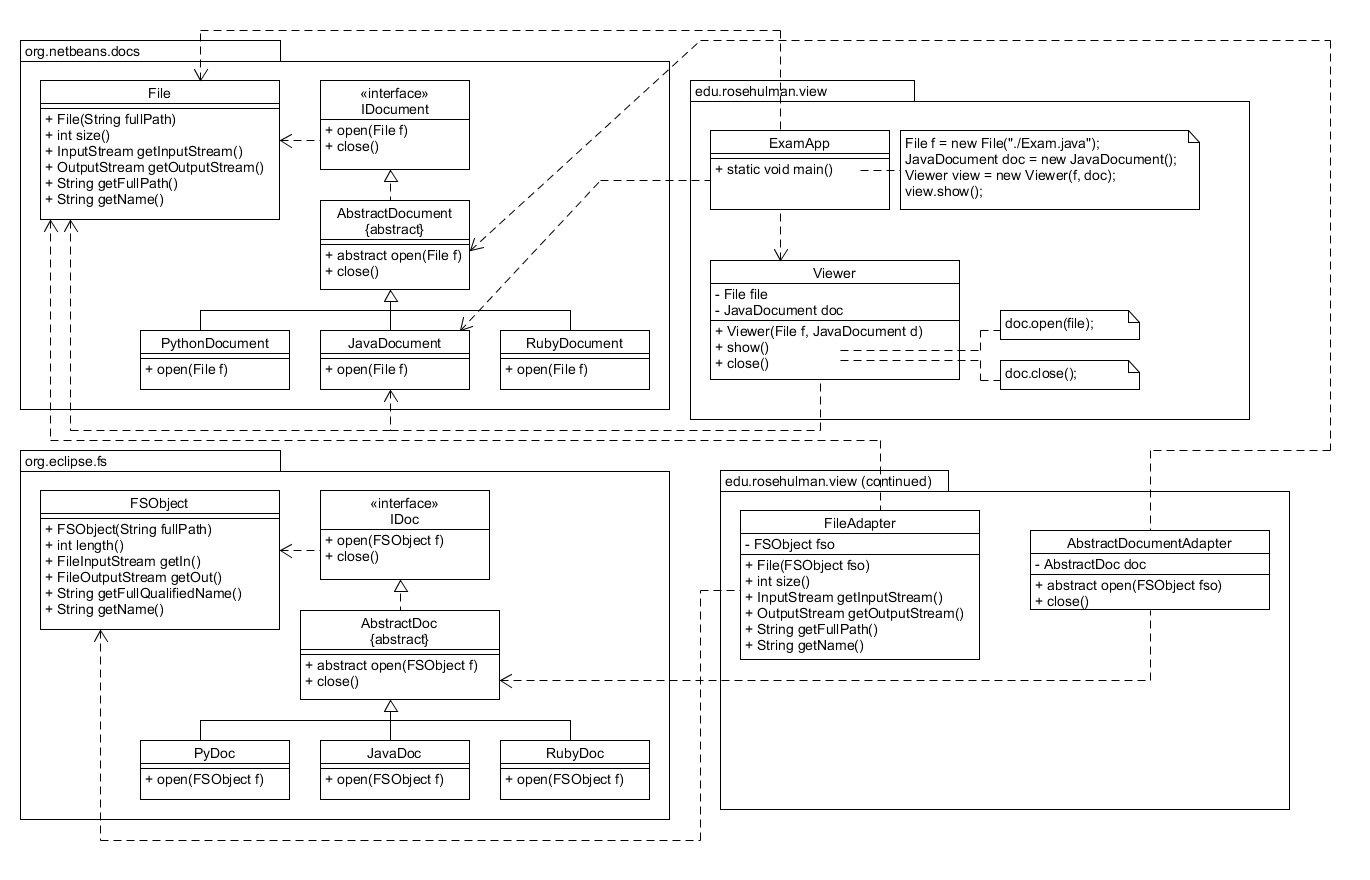 org.netbeans.docs
File
+ File(String fullPath)
+ int size()
+ InputStream getInputStream()
+ OutputStream getOutputStream()
+ String getFullPath()
+ String getName()
«interface»
IDocument
+ open(File f)
+ close()
AbstractDocument
{abstract}
+ abstract open(File f)
+ close()
PythonDocument
+ open(File f)
JavaDocument
+ open(File f)
RubyDocument
+ open(File f)
edu.rosehulman.view
ExamApp
+ static void main()
File f = new File("./Exam.java");
JavaDocument doc = new JavaDocument();
Viewer view = new Viewer(f, doc);
view.show();
Viewer
- File file
- JavaDocument doc
+ Viewer(File f, JavaDocument d)
+ show()
+ close()
doc.open(file);
doc.close();
org.eclipse.fs
FSObject
+ FSObject(String fullPath)
+ int length()
+ FileInputStream getIn()
+ FileOutputStream getOut()
+ String getFullQualifiedName()
+ String getName()
«interface»
IDoc
+ open(FSObject f)
+ close()
AbstractDoc
{abstract}
+ abstract open(FSObject f)
+ close()
PyDoc
+ open(FSObject f)
JavaDoc
+ open(FSObject f)
RubyDoc
+ open(FSObject f)
edu.rosehulman.view (continued)
FileAdapter
- FSObject fso
+ File(FSObject fso)
+ int size()
+ InputStream getInputStream()
+ OutputStream getOutputStream()
+ String getFullPath()
+ String getName()
AbstractDocumentAdapter
- AbstractDoc doc
+ abstract open(FSObject fso)
+ close()